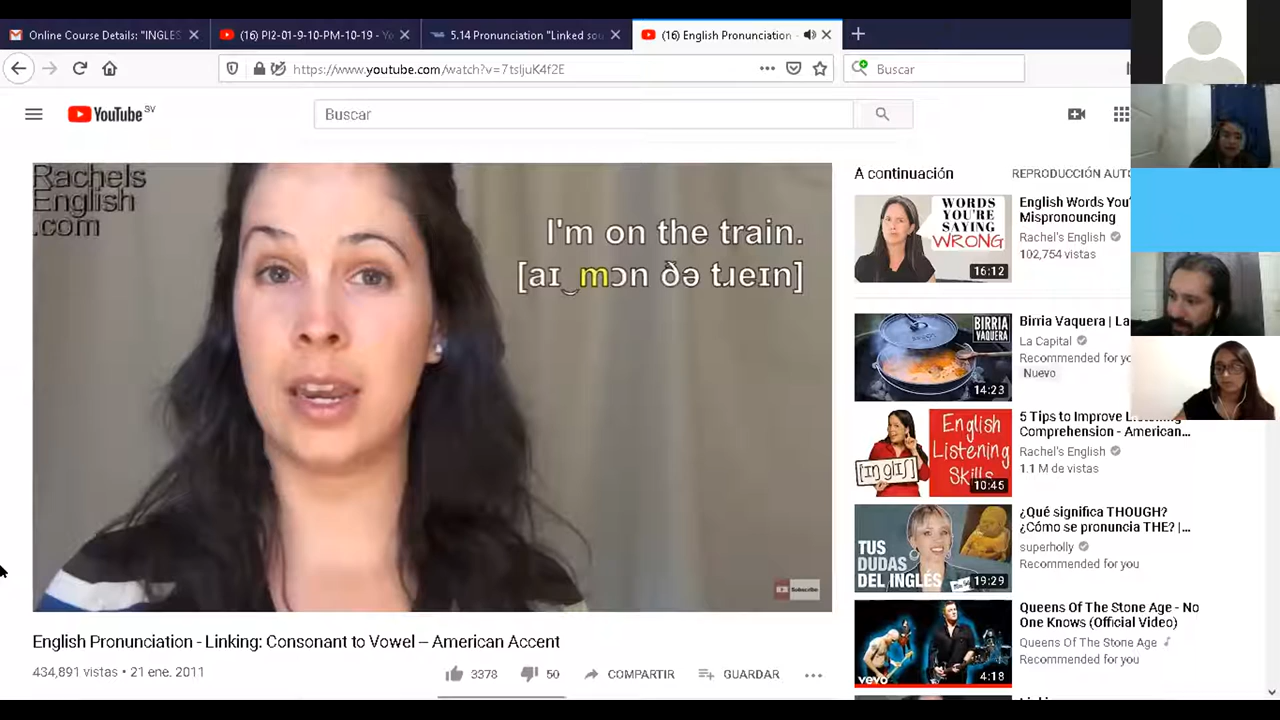 Online Course Details: "INGLES
(16) PI2-01-9-10-PM-10-19 - Yo
5.14 Pronunciation "Linked sou
(16) English Pronunciation -
https://www.youtube.com/watch?v=7tsIjuK4f2E
Buscar
YouTube SV
Buscar
Rachels
English
.com
I'm on the train.
[aɪ‿mɔn ðə tɹeɪn]
Subscribe
English Pronunciation - Linking: Consonant to Vowel – American Accent
434,891 vistas • 21 ene. 2011
3378
50
COMPARTIR
GUARDAR
A continuación
REPRODUCCIÓN AUTO
WORDS
YOU'RE
SAYING
WRONG
16:12
English Words You'
Mispronouncing
Rachel's English
102,754 vistas
BIRRIA
VAQUERA
14:23
Birria Vaquera | La
La Capital
Recommended for yo
Nuevo
English
Listening
Skills
[ɪŋglɪʃ]
10:45
5 Tips to Improve Listening
Comprehension - American...
Rachel's English
1.1 M de vistas
TUS
DUDAS
DEL INGLÉS
19:29
¿Qué significa THOUGH?
¿Cómo se pronuncia THE? |...
superholly
Recommended for you
vevo
4:18
Queens Of The Stone Age - No
One Knows (Official Video)
Queens Of The Stone Age
Recommended for you